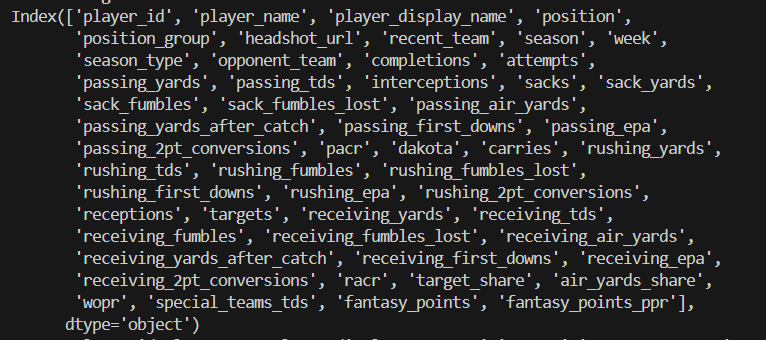 Index(['player_id', 'player_name', 'player_display_name', 'position',
'position_group', 'headshot_url', 'recent_team', 'season', 'week',
'season_type', 'opponent_team', 'completions', 'attempts',
'passing_yards', 'passing_tds', 'interceptions', 'sacks', 'sack_yards',
'sack_fumbles', 'sack_fumbles_lost', 'passing_air_yards',
'passing_yards_after_catch', 'passing_first_downs', 'passing_epa',
'passing_2pt_conversions', 'pacr', 'dakota', 'carries', 'rushing_yards',
'rushing_tds', 'rushing_fumbles', 'rushing_fumbles_lost',
'rushing_first_downs', 'rushing_epa', 'rushing_2pt_conversions',
'receptions', 'targets', 'receiving_yards', 'receiving_tds',
'receiving_fumbles', 'receiving_fumbles_lost', 'receiving_air_yards',
'receiving_yards_after_catch', 'receiving_first_downs', 'receiving_epa',
'receiving_2pt_conversions', 'racr', 'target_share', 'air_yards_share',
'wopr', 'special_teams_tds', 'fantasy_points', 'fantasy_points_ppr'],
dtype='object')